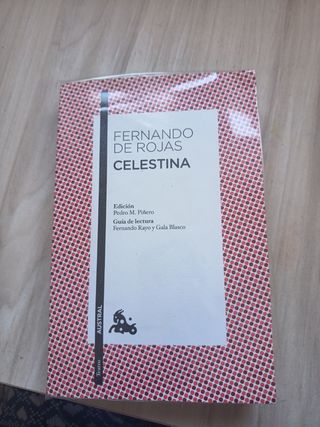 FERNANDO
DE ROJAS
CELESTINA
Edición
Pedro M. Piñero
Guía de lectura
Fernando Rayo y Gala Blasco
AUSTRAL